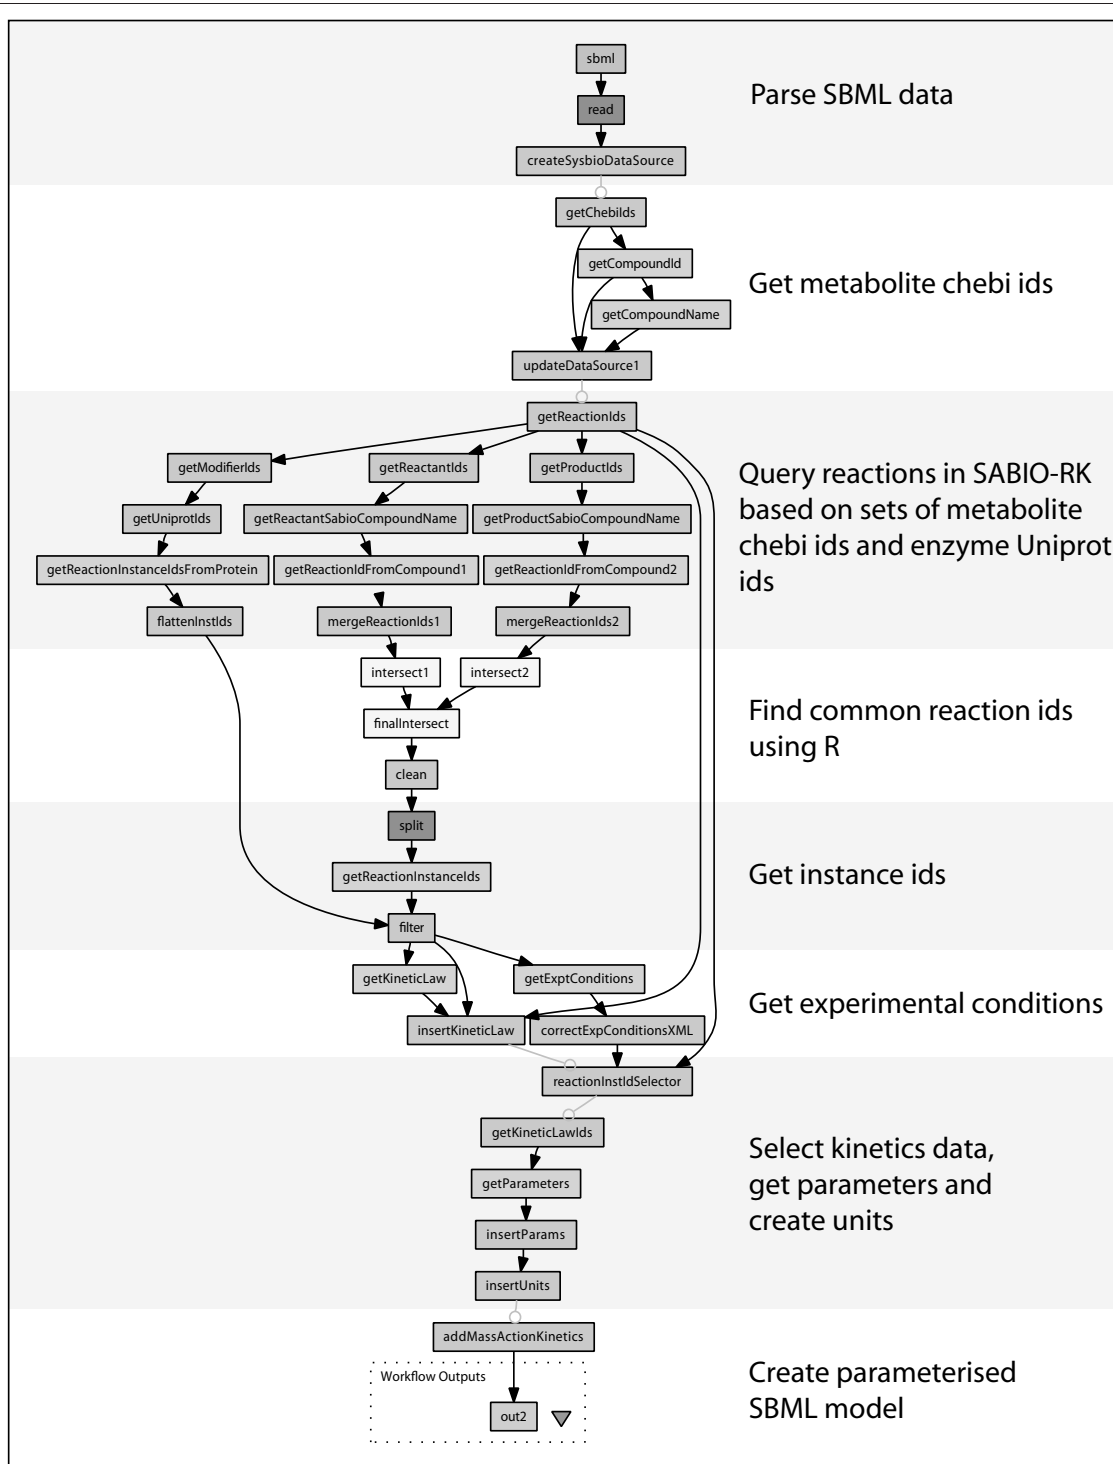 sbml
read
Parse SBML data
createSysbioDataSource
getChebiIds
getCompoundId
Get metabolite chebi ids
getCompoundName
updateDataSource1
getReactionIds
getModifierIds
getReactantIds
getProductIds
Query reactions in SABIO-RK
based on sets of metabolite
chebi ids and enzyme Uniprot
ids
getUniprotIds
getReactantSabioCompoundName
getProductSabioCompoundName
getReactionInstanceIdsFromProtein
getReactionIdFromCompound1
getReactionIdFromCompound2
flattenInstIds
mergeReactionIds1
mergeReactionIds2
intersect1
intersect2
finalIntersect
Find common reaction ids
using R
clean
split
getReactionInstanceIds
Get instance ids
filter
getKineticLaw
getExptConditions
Get experimental conditions
insertKineticLaw
correctExpConditionsXML
reactionInstIdSelector
getKineticLawIds
Select kinetics data,
get parameters and
create units
getParameters
insertParams
insertUnits
addMassActionKinetics
Workflow Outputs
Create parameterised
SBML model
out2